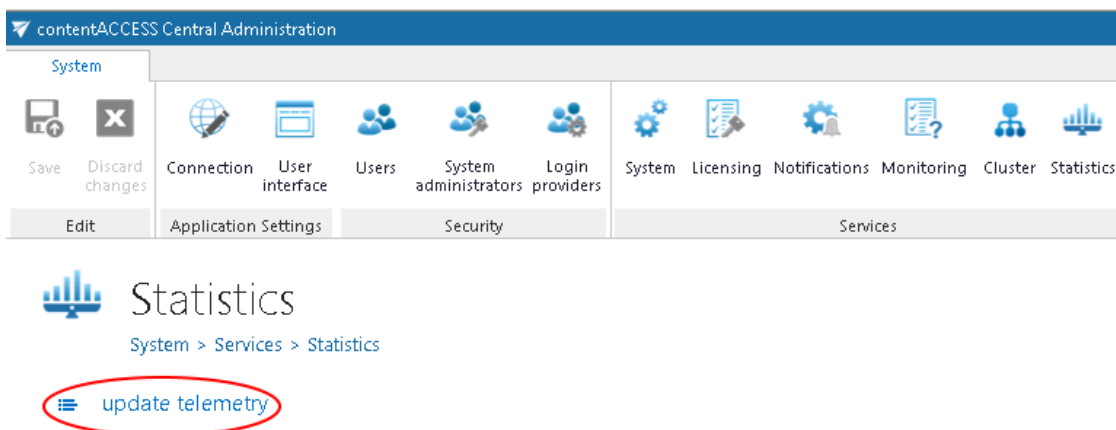 contentACCESS Central Administration
System
Save
Discard
changes
Connection
User
interface
Users
System
administrators
Login
providers
System
Licensing
Notifications
Monitoring
Cluster
Statistics
Edit
Application Settings
Security
Services
Statistics
System > Services > Statistics
update telemetry